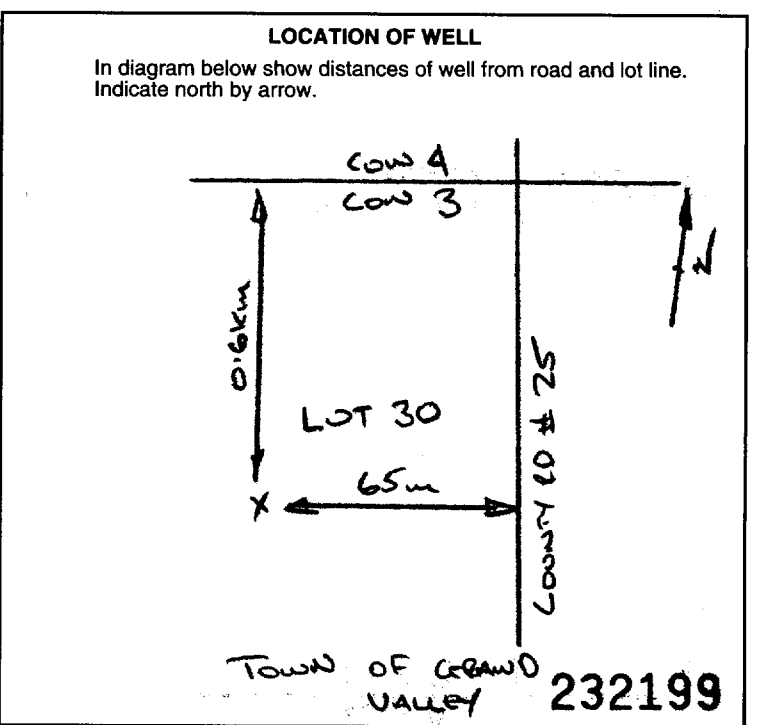 LOCATION OF WELL
In diagram below show distances of well from road and lot line.
Indicate north by arrow.
CON 4
CON 3
N
0.6km
LOT 30
65m
COUNTY RD # 25
TOWN OF GRAND
VALLEY
232199